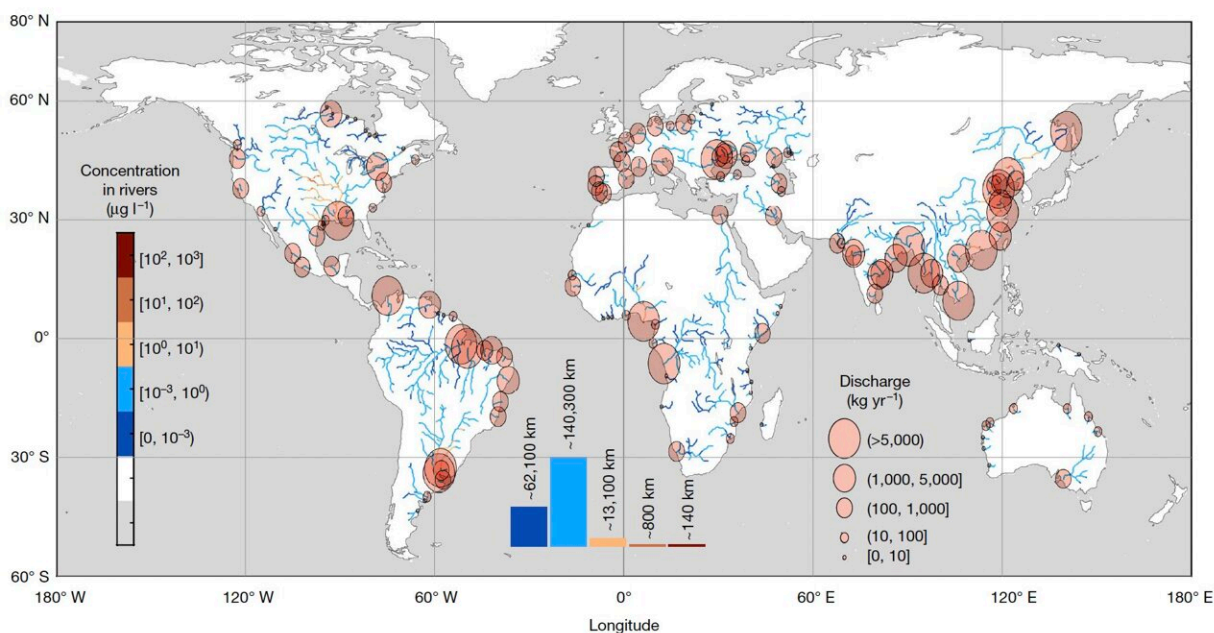 80° N
60° N
30° N
0°
30° S
60° S
180° W
120° W
60° W
0°
60° E
120° E
180° E
Longitude
Concentration
in rivers
(µg l⁻¹)
[10², 10³]
[10¹, 10²)
[10⁰, 10¹)
[10⁻³, 10⁰)
[0, 10⁻³)
~62,100 km
~140,300 km
~13,100 km
~800 km
~140 km
Discharge
(kg yr⁻¹)
(>5,000)
(1,000, 5,000]
(100, 1,000]
(10, 100]
[0, 10]